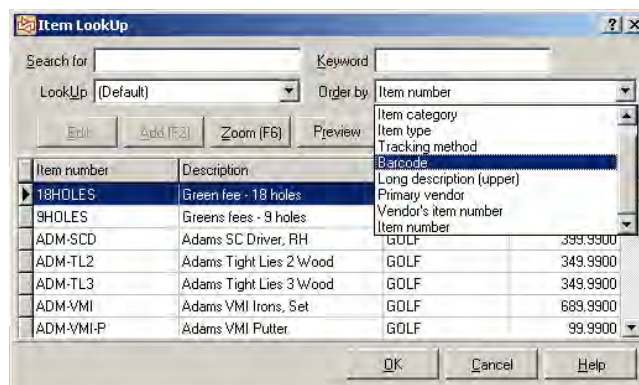 Item LookUp
Search for
Keyword
LookUp (Default)
Order by Item number
Item category
Item type
Tracking method
Barcode
Long description (upper)
Primary vendor
Vendor's item number
Item number
Edit Add (F3) Zoom (F6) Preview
Item number Description
18HOLES Green fee - 18 holes
9HOLES Greens fees - 9 holes
ADM-SCD Adams SC Driver, RH GOLF 399.9900
ADM-TL2 Adams Tight Lies 2 Wood GOLF 349.9900
ADM-TL3 Adams Tight Lies 3 Wood GOLF 349.9900
ADM-VMI Adams VMI Irons, Set GOLF 689.9900
ADM-VMI-P Adams VMI Putter GOLF 99.9900
OK Cancel Help